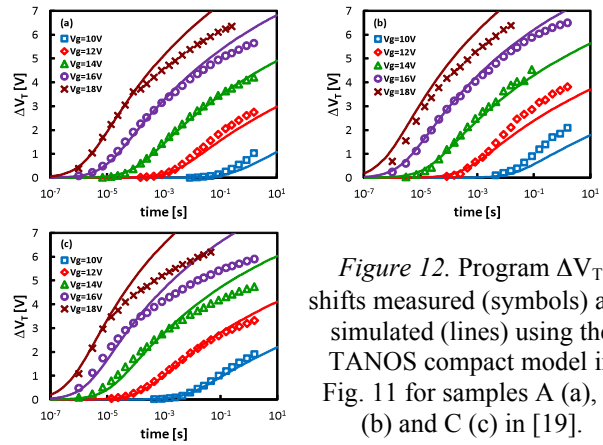 (a)
Vg=10V
Vg=12V
Vg=14V
Vg=16V
Vg=18V
7
6
5
4
3
2
1
0
ΔV_T [V]
10^-7 10^-5 10^-3 10^-1 10^1
time [s]
(b)
Vg=10V
Vg=12V
Vg=14V
Vg=16V
Vg=18V
7
6
5
4
3
2
1
0
ΔV_T [V]
10^-7 10^-5 10^-3 10^-1 10^1
time [s]
(c)
Vg=10V
Vg=12V
Vg=14V
Vg=16V
Vg=18V
7
6
5
4
3
2
1
0
ΔV_T [V]
10^-7 10^-5 10^-3 10^-1 10^1
time [s]
Figure 12. Program ΔV_T
shifts measured (symbols) a
simulated (lines) using the
TANOS compact model i
Fig. 11 for samples A (a),
(b) and C (c) in [19].